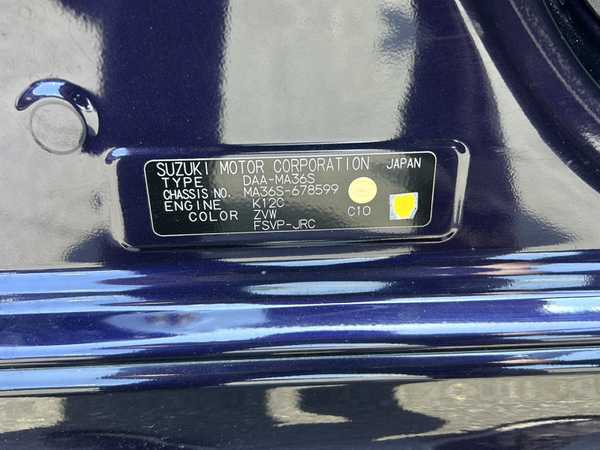 SUZUKI MOTOR CORPORATION JAPAN
TYPE DAA-MA36S
CHASSIS NO. MA36S-678599
ENGINE K12C
COLOR ZVW C10
FSVP-JRC